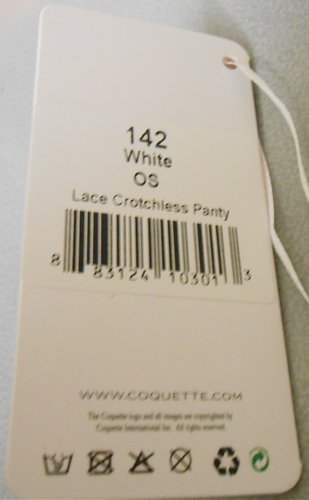 142
White
OS
Lace Crotchless Panty
8 83124 10301 3
WWW.COQUETTE.COM
The Coquette logo and all images are copyrighted by
Coquette International Inc. All rights reserved.